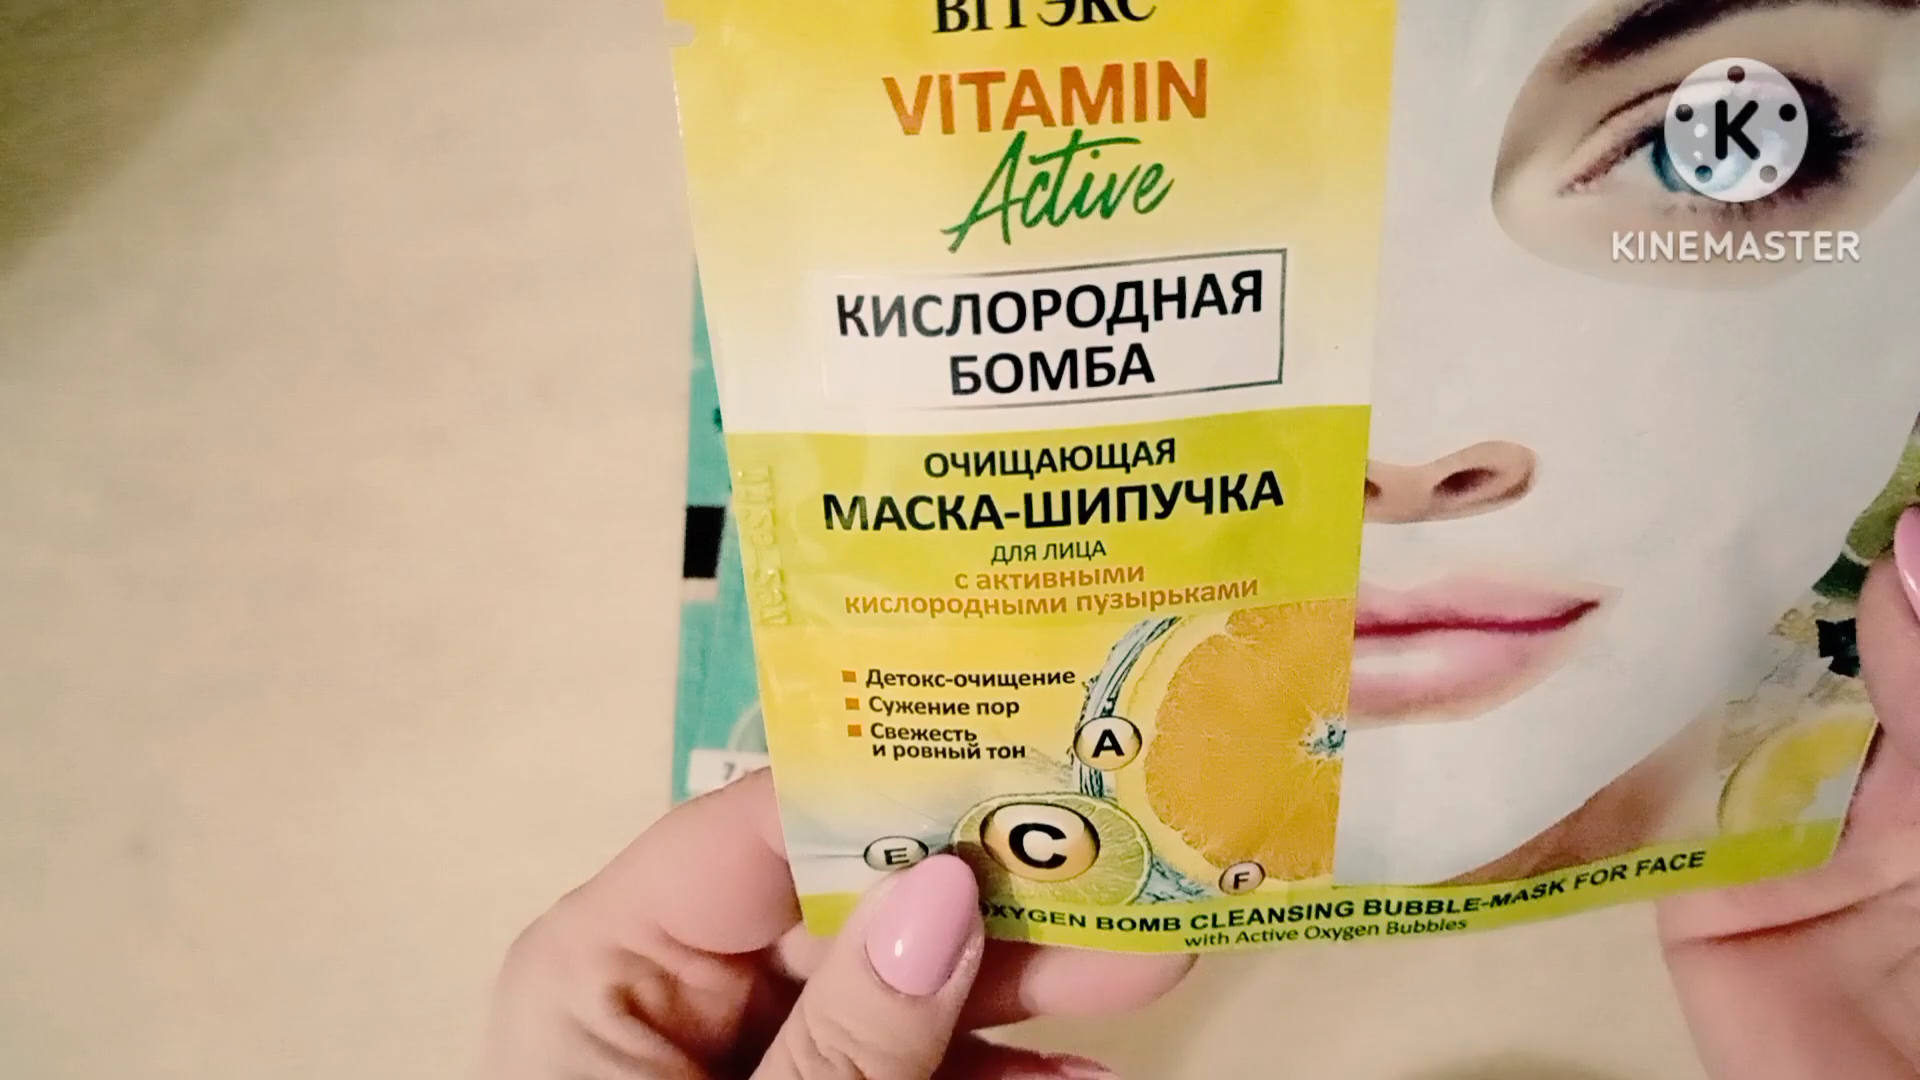 ВІТЭКС
VITAMIN
Active
КИСЛОРОДНАЯ
БОМБА
ОЧИЩАЮЩАЯ
МАСКА-ШИПУЧКА
ДЛЯ ЛИЦА
с активными
кислородными пузырьками
Детокс-очищение
Сужение пор
Свежесть
и ровный тон
A
C
E
F
OXYGEN BOMB CLEANSING BUBBLE-MASK FOR FACE
with Active Oxygen Bubbles
K
KINEMASTER